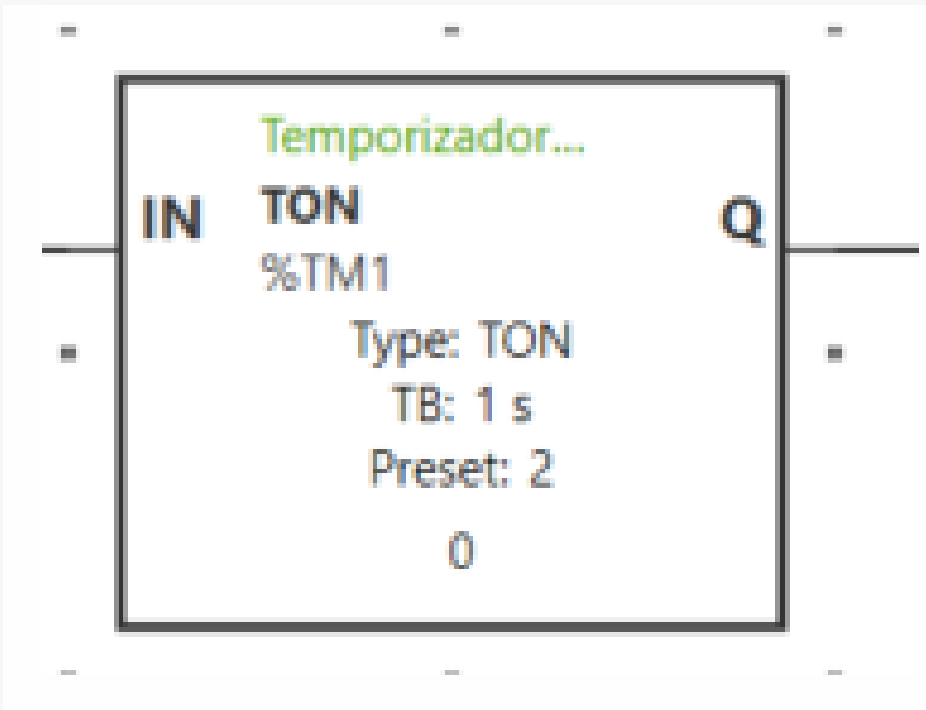 Temporizador...
IN TON Q
%TM1
Type: TON
TB: 1 s
Preset: 2
0